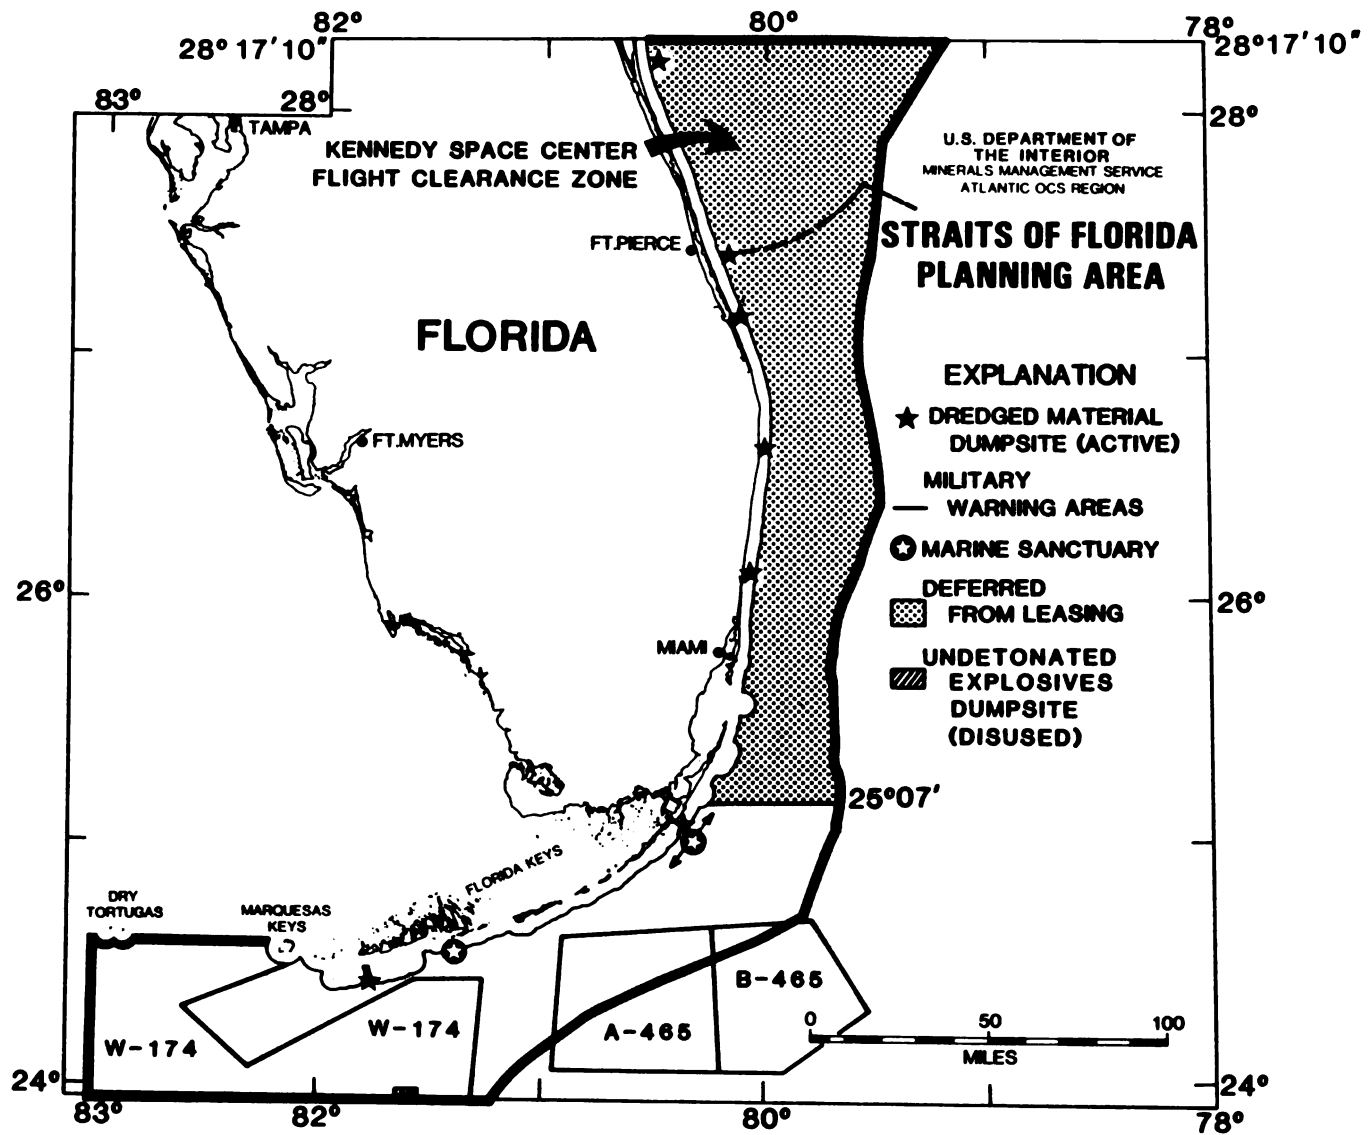 82°
80°
78°
28°17'10"
28°17'10"
83°
28°
28°
TAMPA
U.S. DEPARTMENT OF
THE INTERIOR
MINERALS MANAGEMENT SERVICE
ATLANTIC OCS REGION
KENNEDY SPACE CENTER
FLIGHT CLEARANCE ZONE
STRAITS OF FLORIDA
PLANNING AREA
FT.PIERCE
FLORIDA
EXPLANATION
DREDGED MATERIAL
DUMPSITE (ACTIVE)
FT.MYERS
MILITARY
WARNING AREAS
MARINE SANCTUARY
26°
26°
DEFERRED
FROM LEASING
MIAMI
UNDETONATED
EXPLOSIVES
DUMPSITE
(DISUSED)
25°07'
FLORIDA KEYS
DRY
TORTUGAS
MARQUESAS
KEYS
B-465
W-174
A-465
W-174
0 50 100
MILES
24°
24°
83°
82°
80°
78°